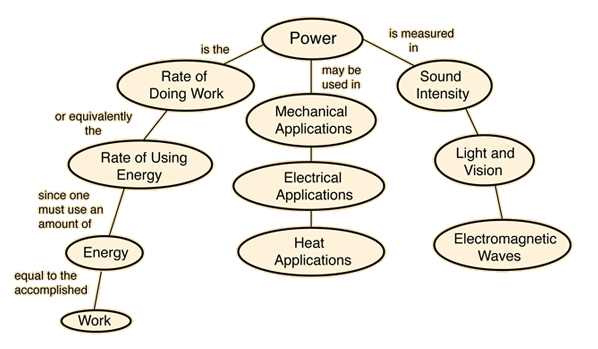 Power
is the
may be
used in
is measured
in
Rate of
Doing Work
Mechanical
Applications
Sound
Intensity
or equivalently
the
Rate of Using
Energy
Electrical
Applications
Light and
Vision
since one
must use an
amount of
Energy
Heat
Applications
Electromagnetic
Waves
equal to the
accomplished
Work